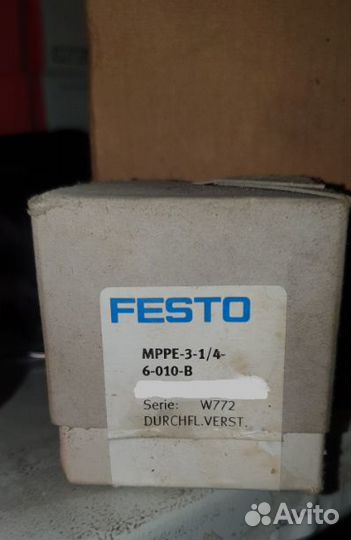 FESTO
MPPE-3-1/4-
6-010-B
Serie: W772
DURCHFL.VERST.
Avito